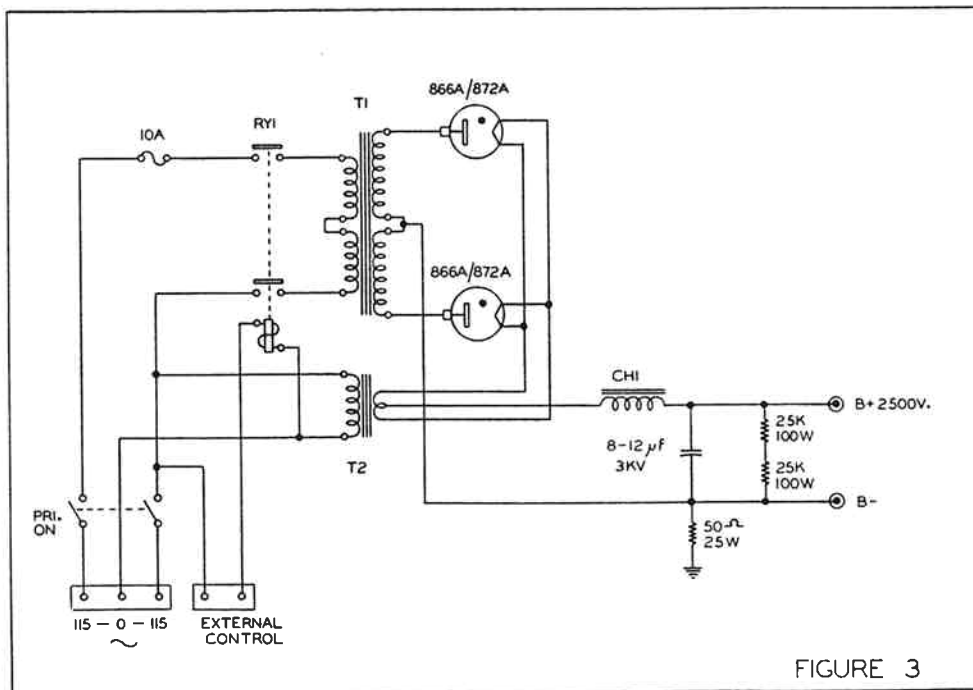 866A/872A
T1
10A
RY1
866A/872A
CH1
B+ 2500V.
25K
100W
8-12 µf
3KV
25K
100W
T2
B-
PRI.
ON
50Ω
25W
115 – 0 – 115
~
EXTERNAL
CONTROL
FIGURE 3